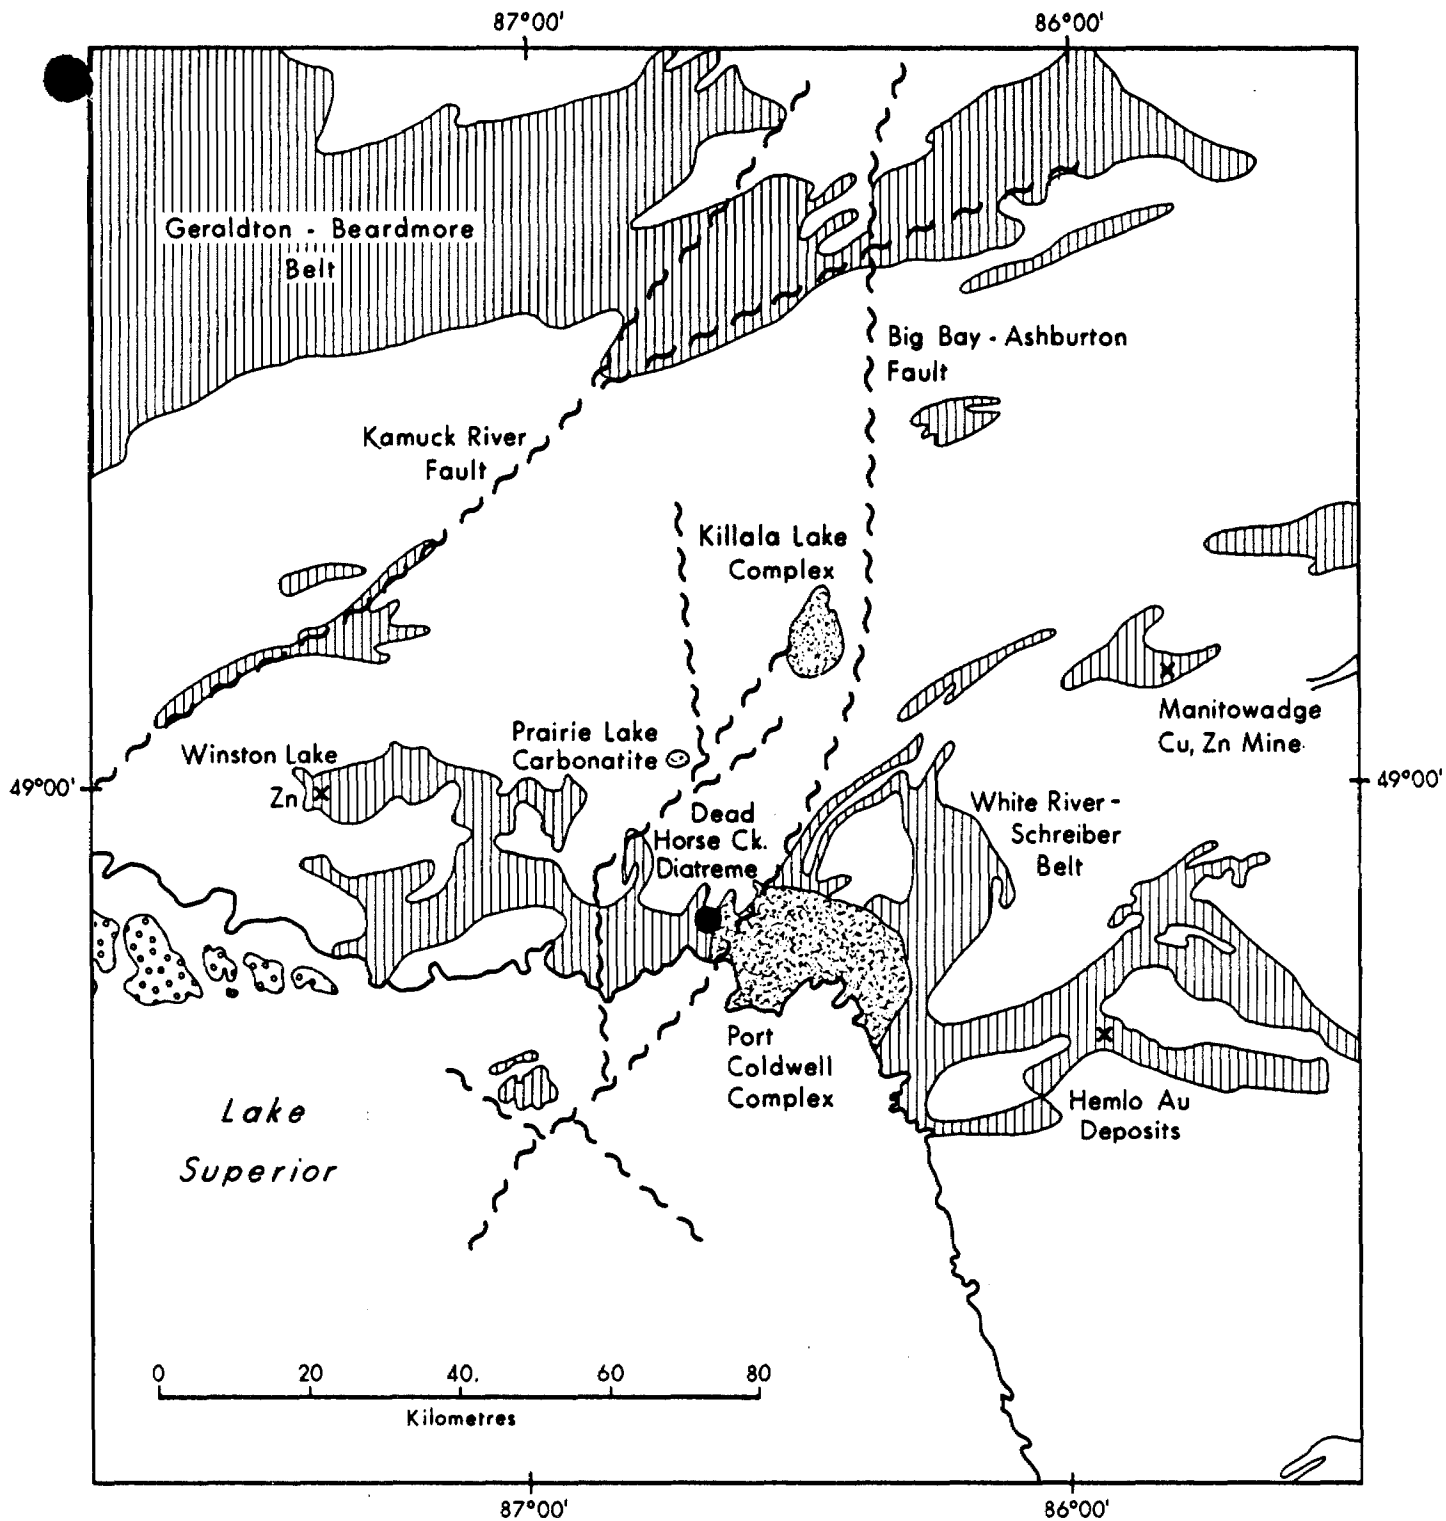 87°00'
86°00'
Geraldton - Beardmore
Belt
Big Bay - Ashburton
Fault
Kamuck River
Fault
Killala Lake
Complex
Manitowadge
Cu, Zn Mine
Winston Lake
Zn
Prairie Lake
Carbonatite
49°00'
49°00'
Dead
Horse Ck.
Diatreme
White River-
Schreiber
Belt
Port
Coldwell
Complex
Hemlo Au
Deposits
Lake
Superior
0 20 40. 60 80
Kilometres
87°00'
86°00'